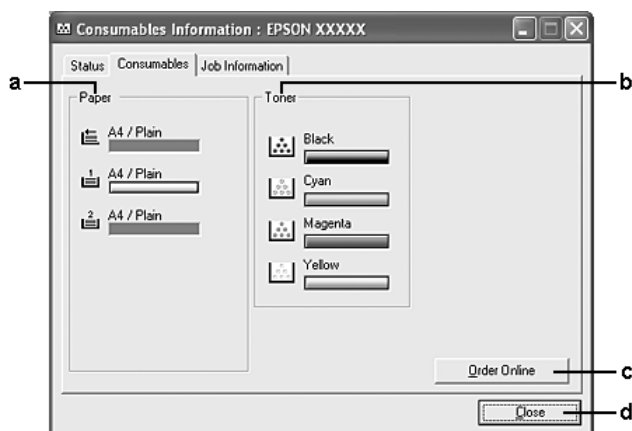 Consumables Information : EPSON XXXXX
Status Consumables Job Information
a
b
Paper
Toner
A4 / Plain
1 A4 / Plain
2 A4 / Plain
Black
Cyan
Magenta
Yellow
Order Online
c
Close
d